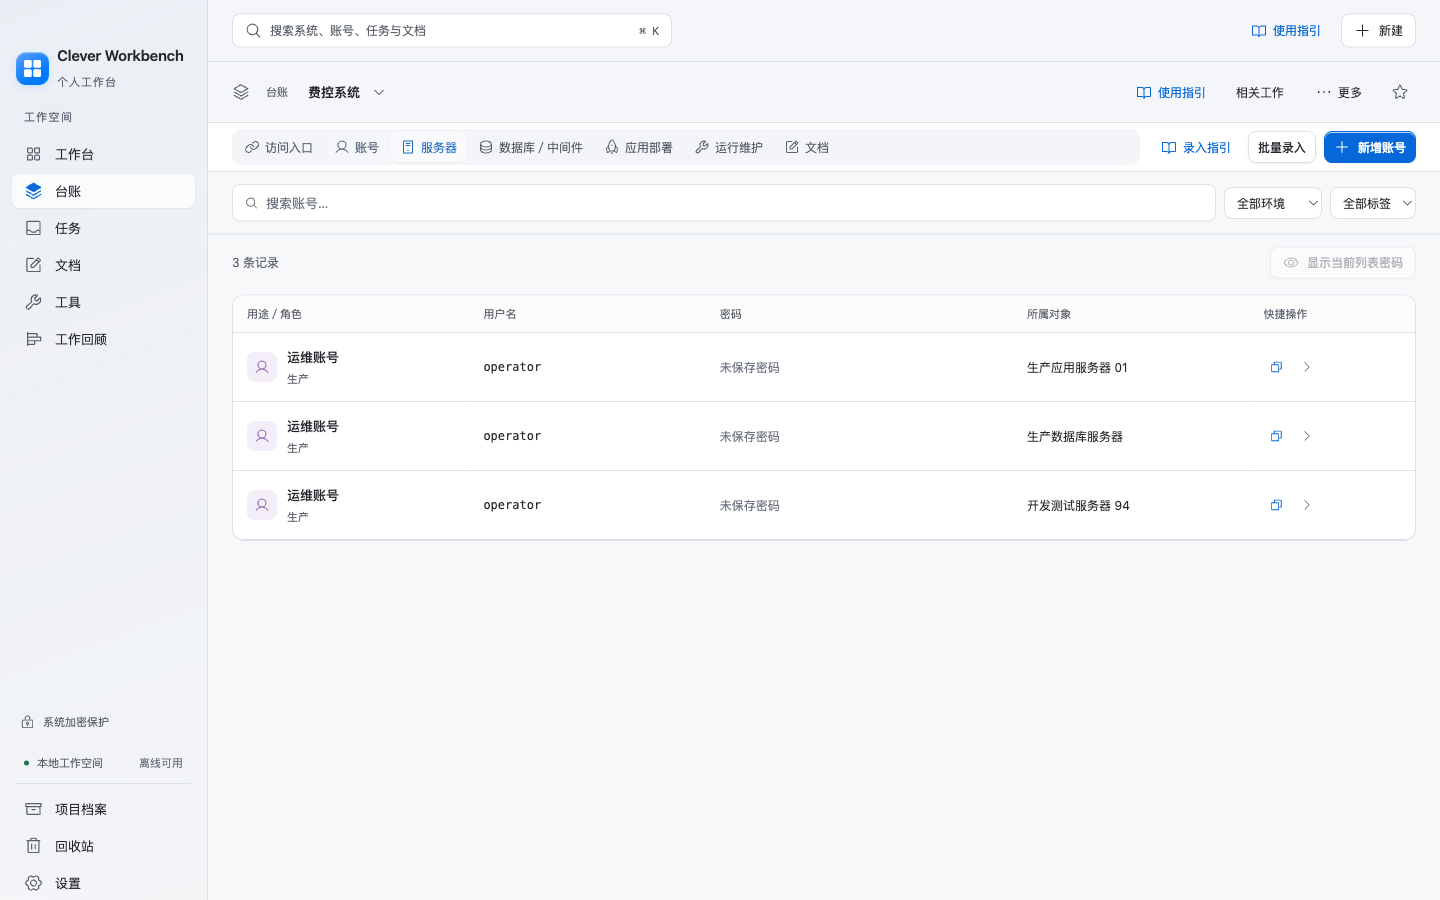 Clever Workbench
个人工作台
工作空间
工作台
台账
任务
文档
工具
工作回顾
系统加密保护
本地工作空间 离线可用
项目档案
回收站
设置
搜索系统、账号、任务与文档 ⌘ K
使用指引 新建
台账 费控系统
使用指引 相关工作 ··· 更多
访问入口 账号 服务器 数据库 / 中间件 应用部署 运行维护 文档
录入指引 批量录入 新增账号
搜索账号... 全部环境 全部标签
3 条记录 显示当前列表密码
用途 / 角色 用户名 密码 所属对象 快捷操作
运维账号
生产
operator 未保存密码 生产应用服务器 01
运维账号
生产
operator 未保存密码 生产数据库服务器
运维账号
生产
operator 未保存密码 开发测试服务器 94